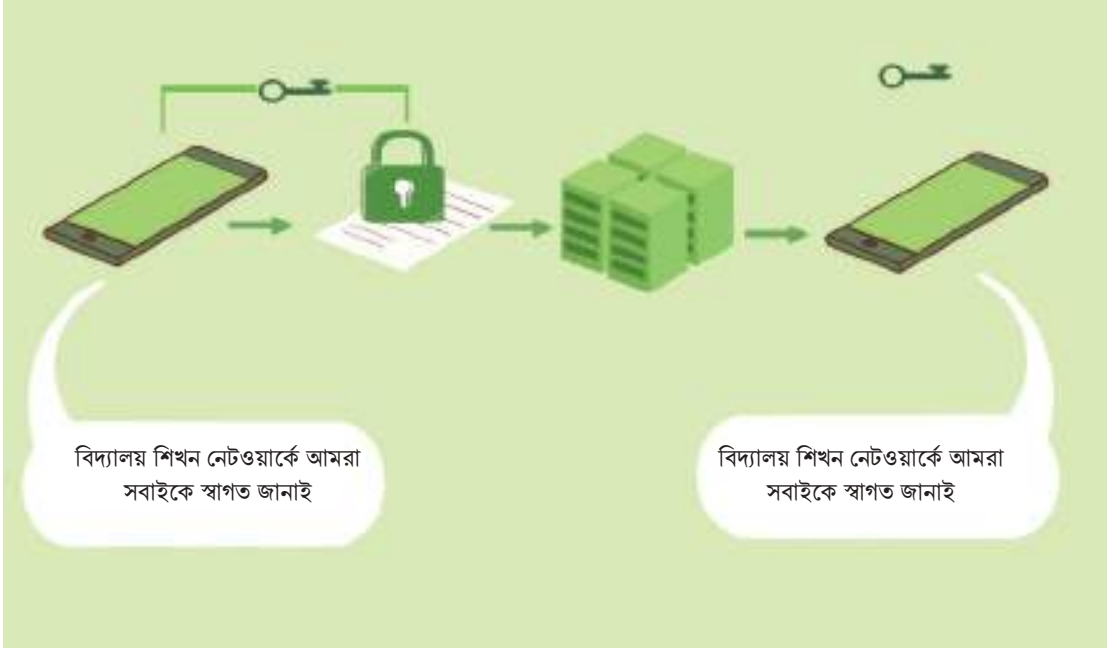 বিদ্যালয় শিখন নেটওয়ার্কে আমরা
সবাইকে স্বাগত জানাই
বিদ্যালয় শিখন নেটওয়ার্কে আমরা
সবাইকে স্বাগত জানাই